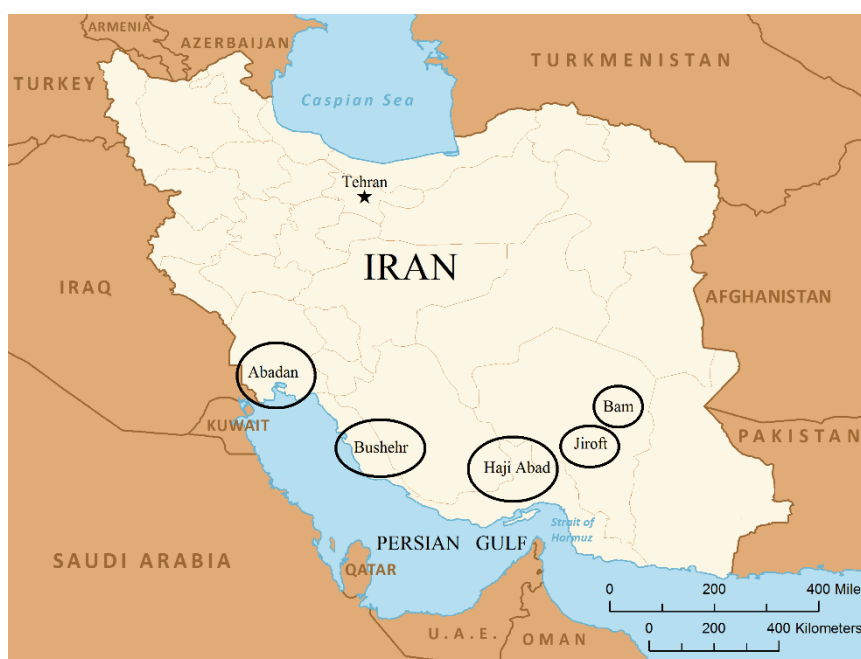 ARMENIA
AZERBAIJAN
TURKMENISTAN
TURKEY
Caspian Sea
Tehran
IRAN
IRAQ
AFGHANISTAN
Abadan
Bam
KUWAIT
PAKISTAN
Bushehr
Jiroft
Haji Abad
Strait of
Hormuz
PERSIAN GULF
SAUDI ARABIA
QATAR
0 200 400 Mile
0 200 400 Kilometers
U.A.E.
OMAN